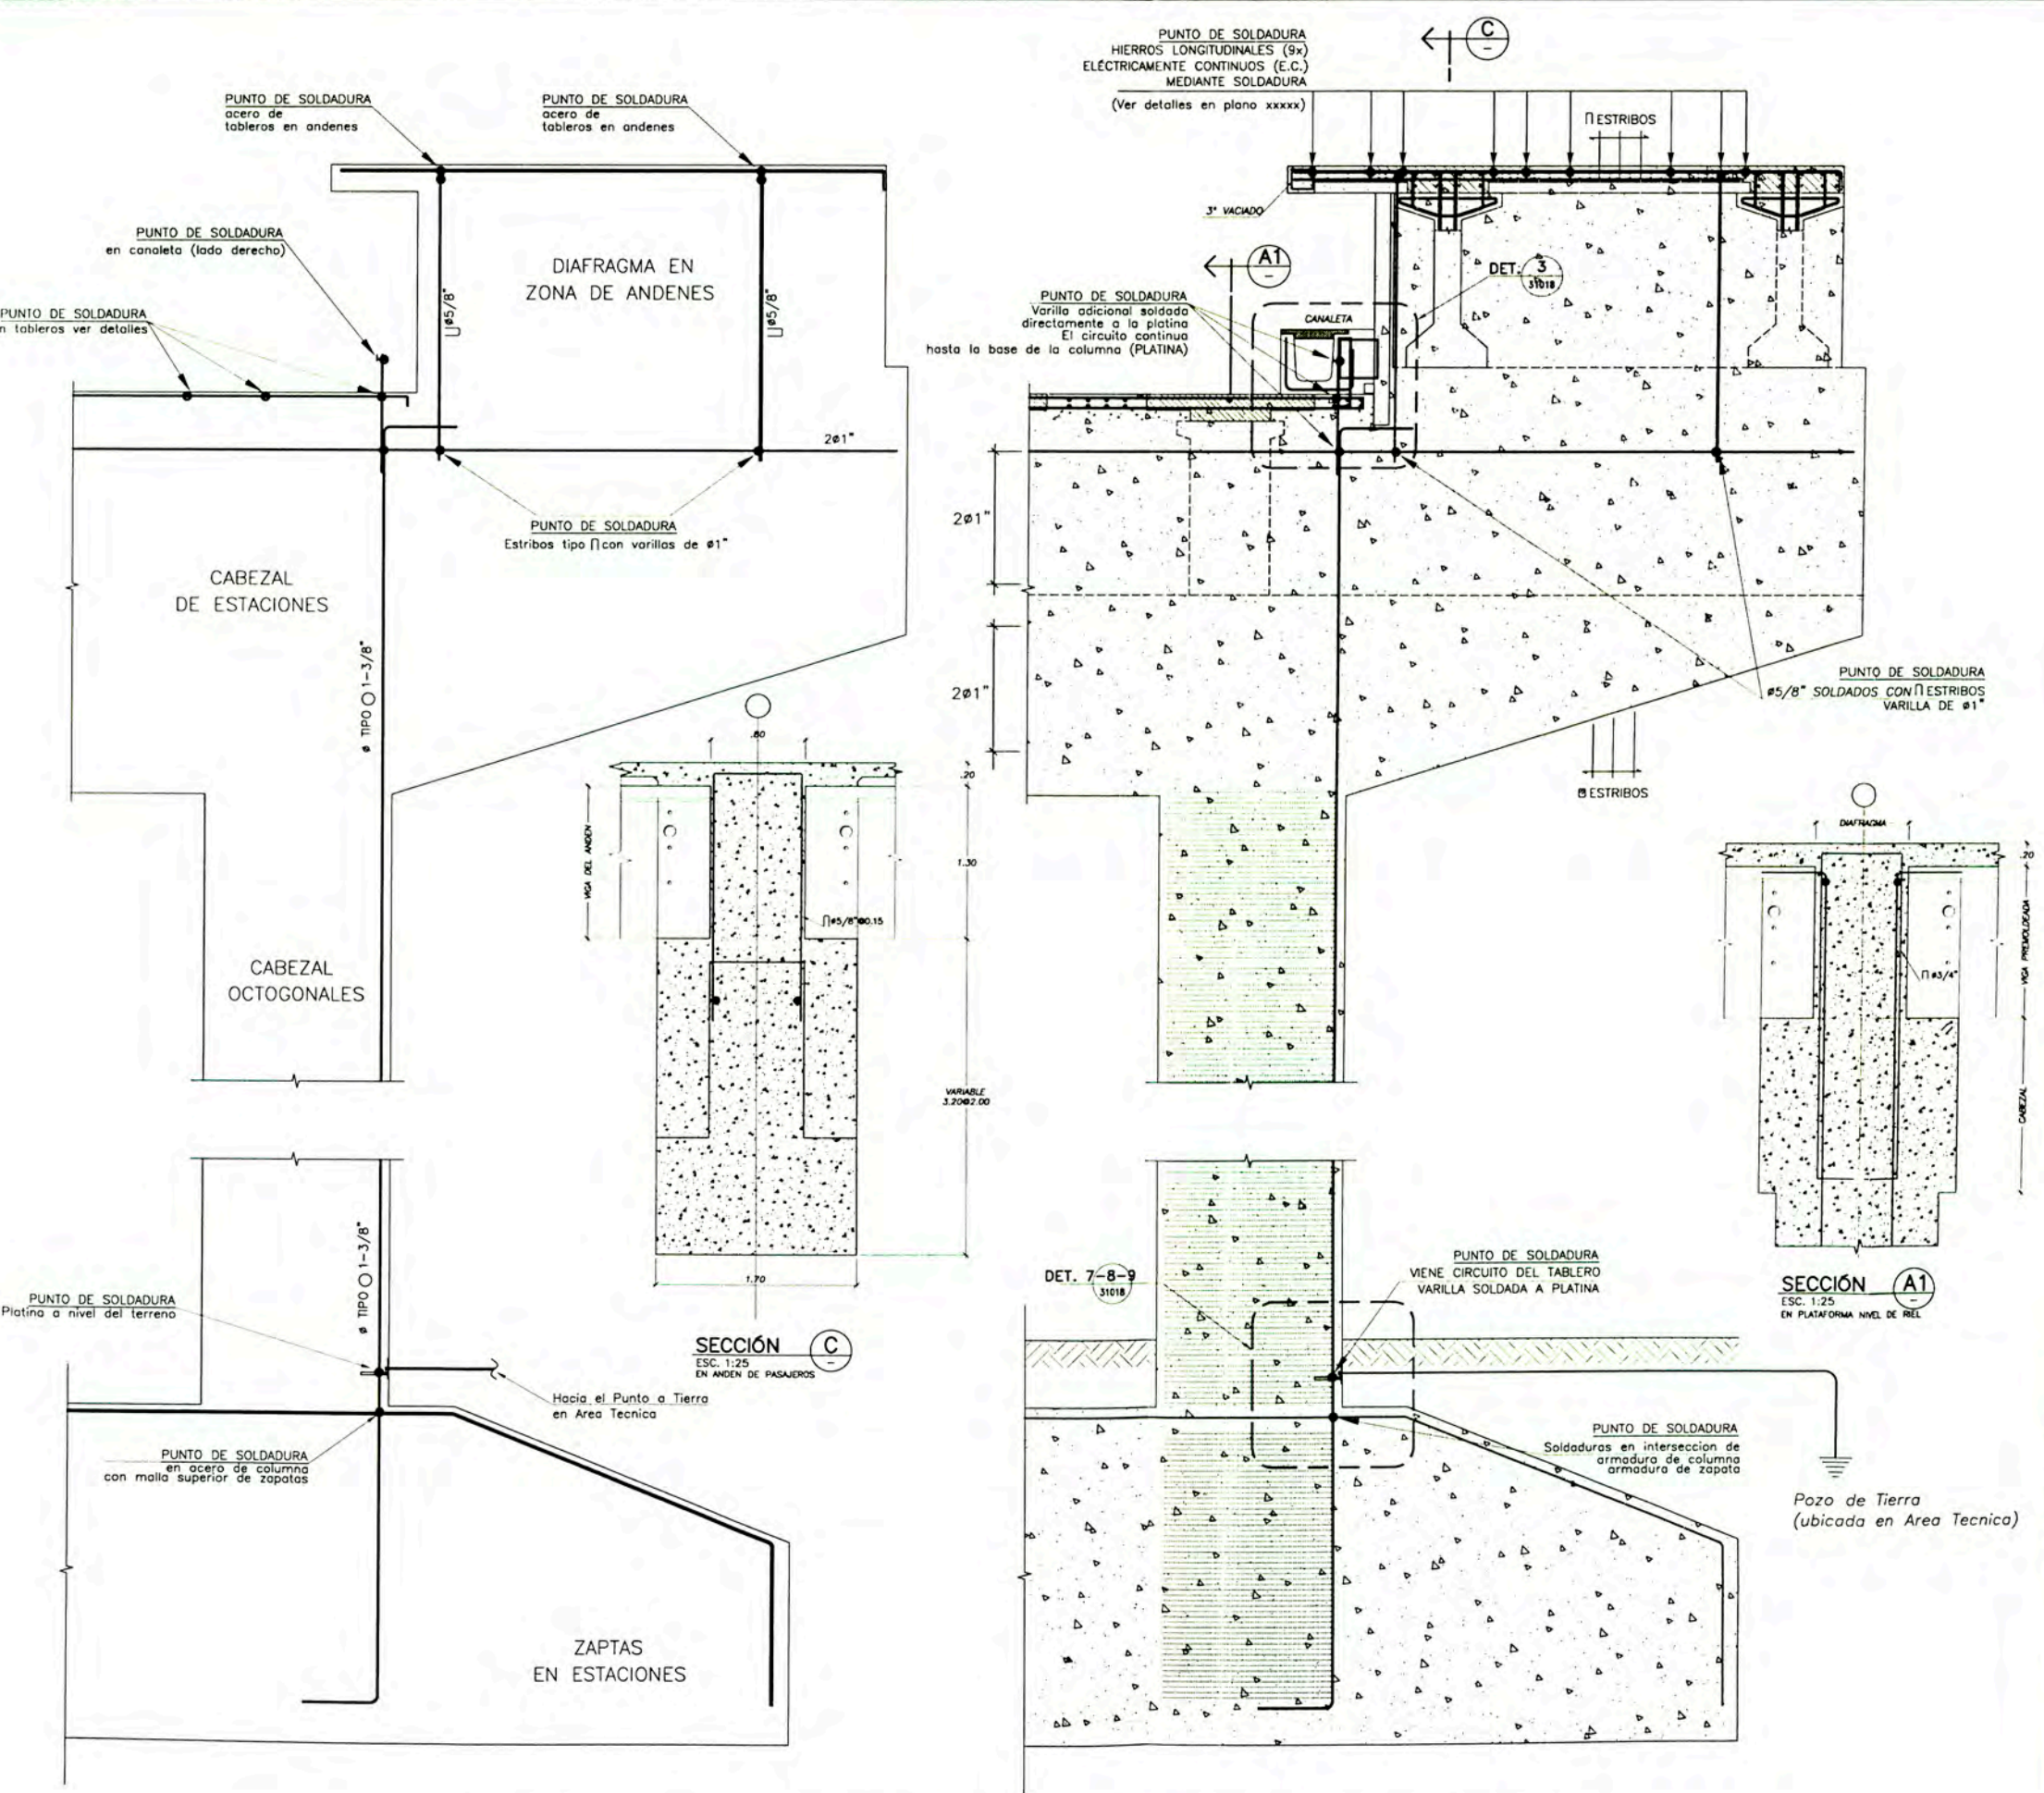 PUNTO DE SOLDADURA
acero de
tableros en andenes
PUNTO DE SOLDADURA
acero de
tableros en andenes
PUNTO DE SOLDADURA
en canaleta (lado derecho)
PUNTO DE SOLDADURA
n tableros ver detalles
DIAFRAGMA EN
ZONA DE ANDENES
⨆ø5/8"
⨆ø5/8"
2ø1"
PUNTO DE SOLDADURA
Estribos tipo ∏ con varillas de ø1"
CABEZAL
DE ESTACIONES
ø TIPO ◯ 1-3/8"
CABEZAL
OCTOGONALES
ø TIPO ◯ 1-3/8"
PUNTO DE SOLDADURA
Platina a nivel del terreno
Hacia el Punto a Tierra
en Area Tecnica
PUNTO DE SOLDADURA
en acero de columna
con malla superior de zapatas
ZAPTAS
EN ESTACIONES
.80
.20
VIGA DEL ANDEN
1.30
∏ø5/8"@0.15
VARIABLE
3.20@2.00
1.70
SECCIÓN C
-
ESC. 1:25
EN ANDEN DE PASAJEROS
PUNTO DE SOLDADURA
HIERROS LONGITUDINALES (9x)
ELÉCTRICAMENTE CONTINUOS (E.C.)
MEDIANTE SOLDADURA
(Ver detalles en plano xxxxx)
C
-
∏ ESTRIBOS
3° VACIADO
A1
-
DET. 3
31018
PUNTO DE SOLDADURA
Varilla adicional soldada
directamente a la platina
El circuito continua
hasta la base de la columna (PLATINA)
CANALETA
2ø1"
2ø1"
PUNTO DE SOLDADURA
ø5/8" SOLDADOS CON ∏ ESTRIBOS
VARILLA DE ø1"
ESTRIBOS
DIAFRAGMA
.20
VIGA PREMOLDEADA
∏ ø3/4"
CABEZAL
SECCIÓN A1
-
ESC. 1:25
EN PLATAFORMA NIVEL DE RIEL
DET. 7-8-9
31018
PUNTO DE SOLDADURA
VIENE CIRCUITO DEL TABLERO
VARILLA SOLDADA A PLATINA
PUNTO DE SOLDADURA
Soldaduras en interseccion de
armadura de columna
armadura de zapata
Pozo de Tierra
(ubicada en Area Tecnica)